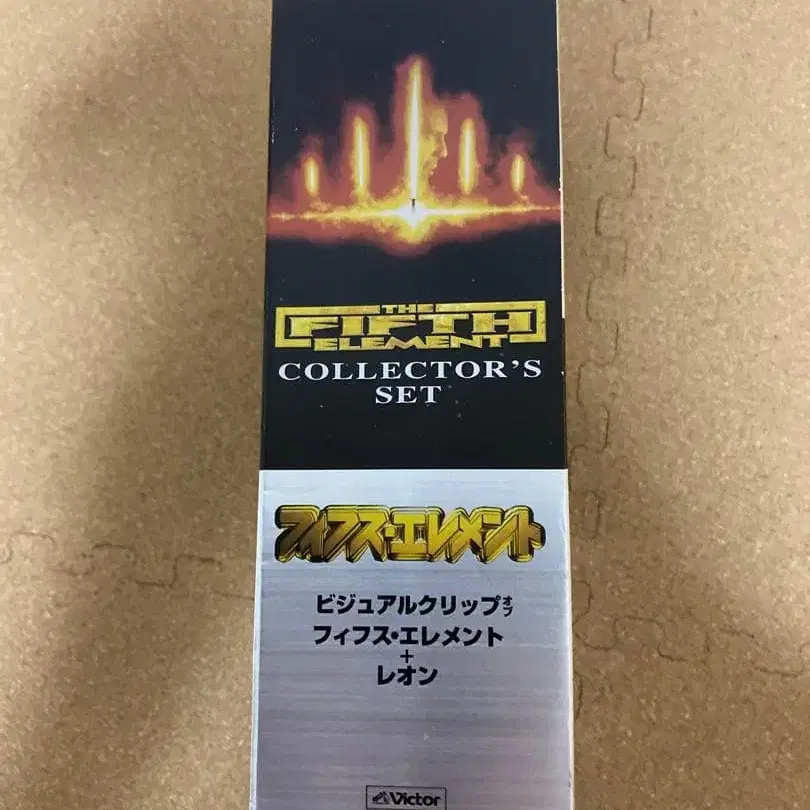 THE
FIFTH
ELEMENT
COLLECTOR'S
SET
フィフス・エレメント
ビジュアルクリップオブ
フィフス・エレメント
+
レオン
Victor